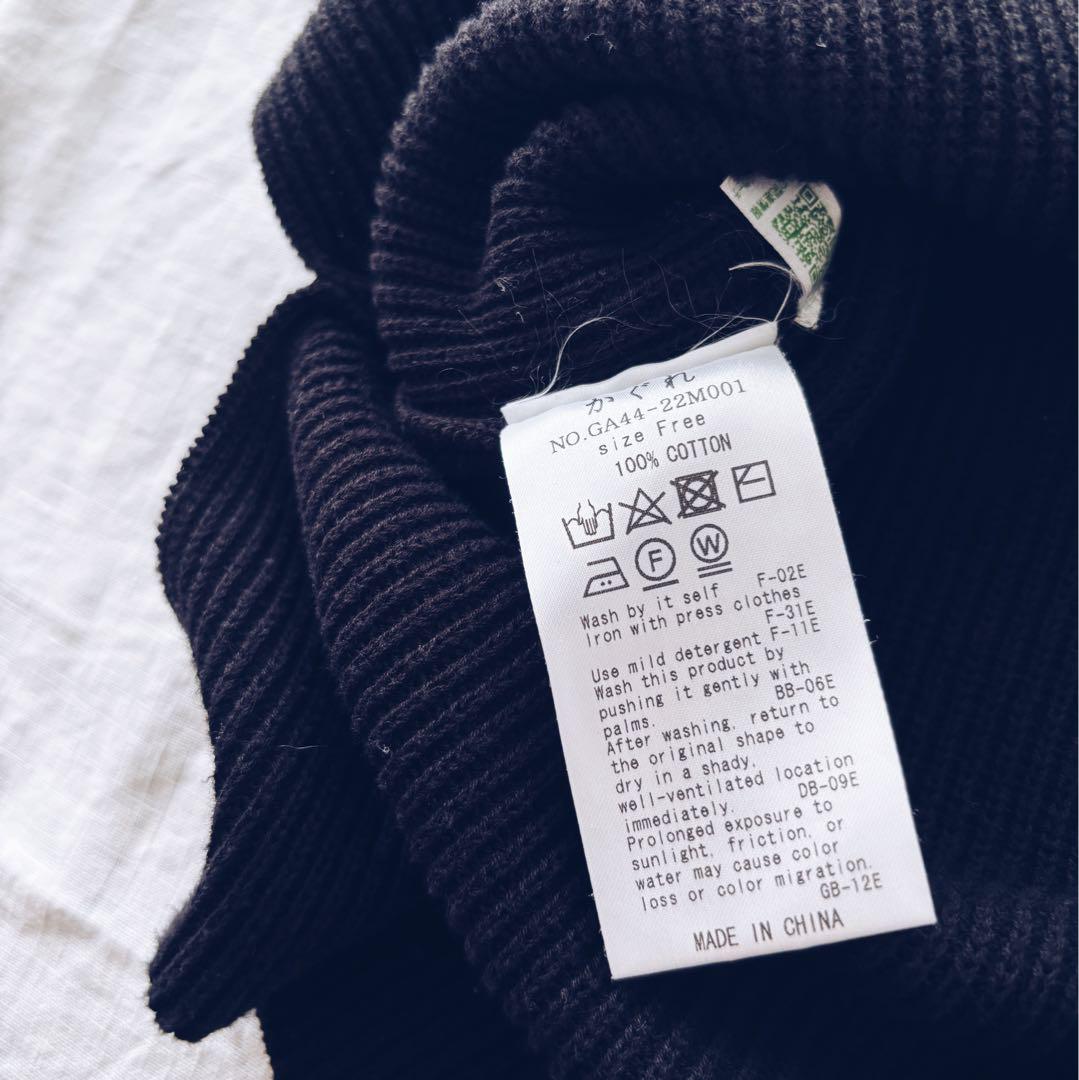 かぐれ
NO.GA44-22M001
size Free
100% COTTON
F
W
Wash by it self F-02E
Iron with press clothes
F-31E
Use mild detergent F-11E
Wash this product by
pushing it gently with
palms. BB-06E
After washing, return to
the original shape to
dry in a shady,
well-ventilated location
immediately. DB-09E
Prolonged exposure to
sunlight, friction, or
water may cause color
loss or color migration.
GB-12E
MADE IN CHINA